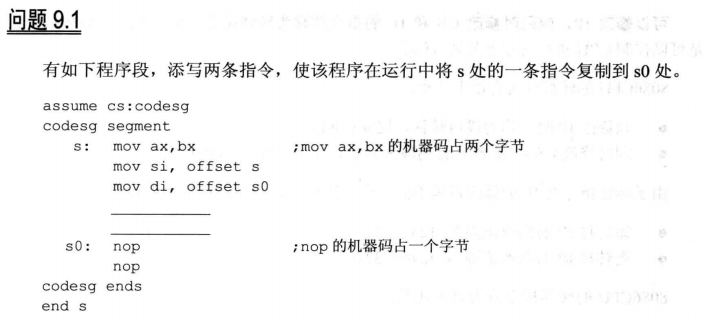 问题 9.1
有如下程序段，添写两条指令，使该程序在运行中将 s 处的一条指令复制到 s0 处。
assume cs:codesg
codesg segment
s: mov ax,bx ;mov ax,bx 的机器码占两个字节
mov si, offset s
mov di, offset s0
s0: nop ;nop 的机器码占一个字节
nop
codesg ends
end s